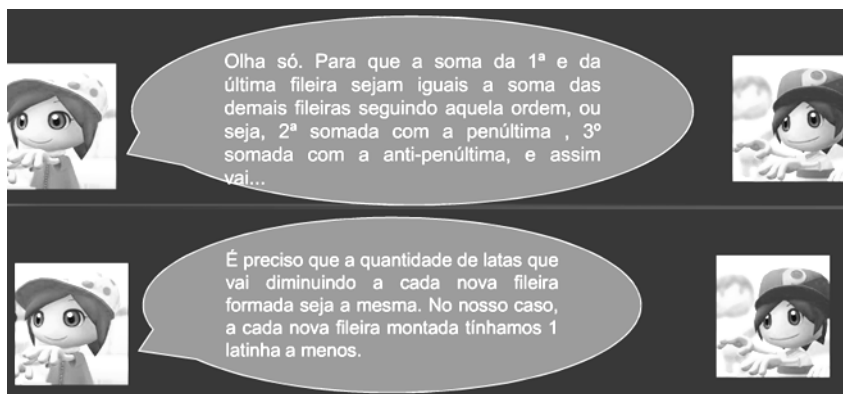 Olha só. Para que a soma da 1ª e da
última fileira sejam iguais a soma das
demais fileiras seguindo aquela ordem, ou
seja, 2ª somada com a penúltima , 3º
somada com a anti-penúltima, e assim
vai...
É preciso que a quantidade de latas que
vai diminuindo a cada nova fileira
formada seja a mesma. No nosso caso,
a cada nova fileira montada tínhamos 1
latinha a menos.